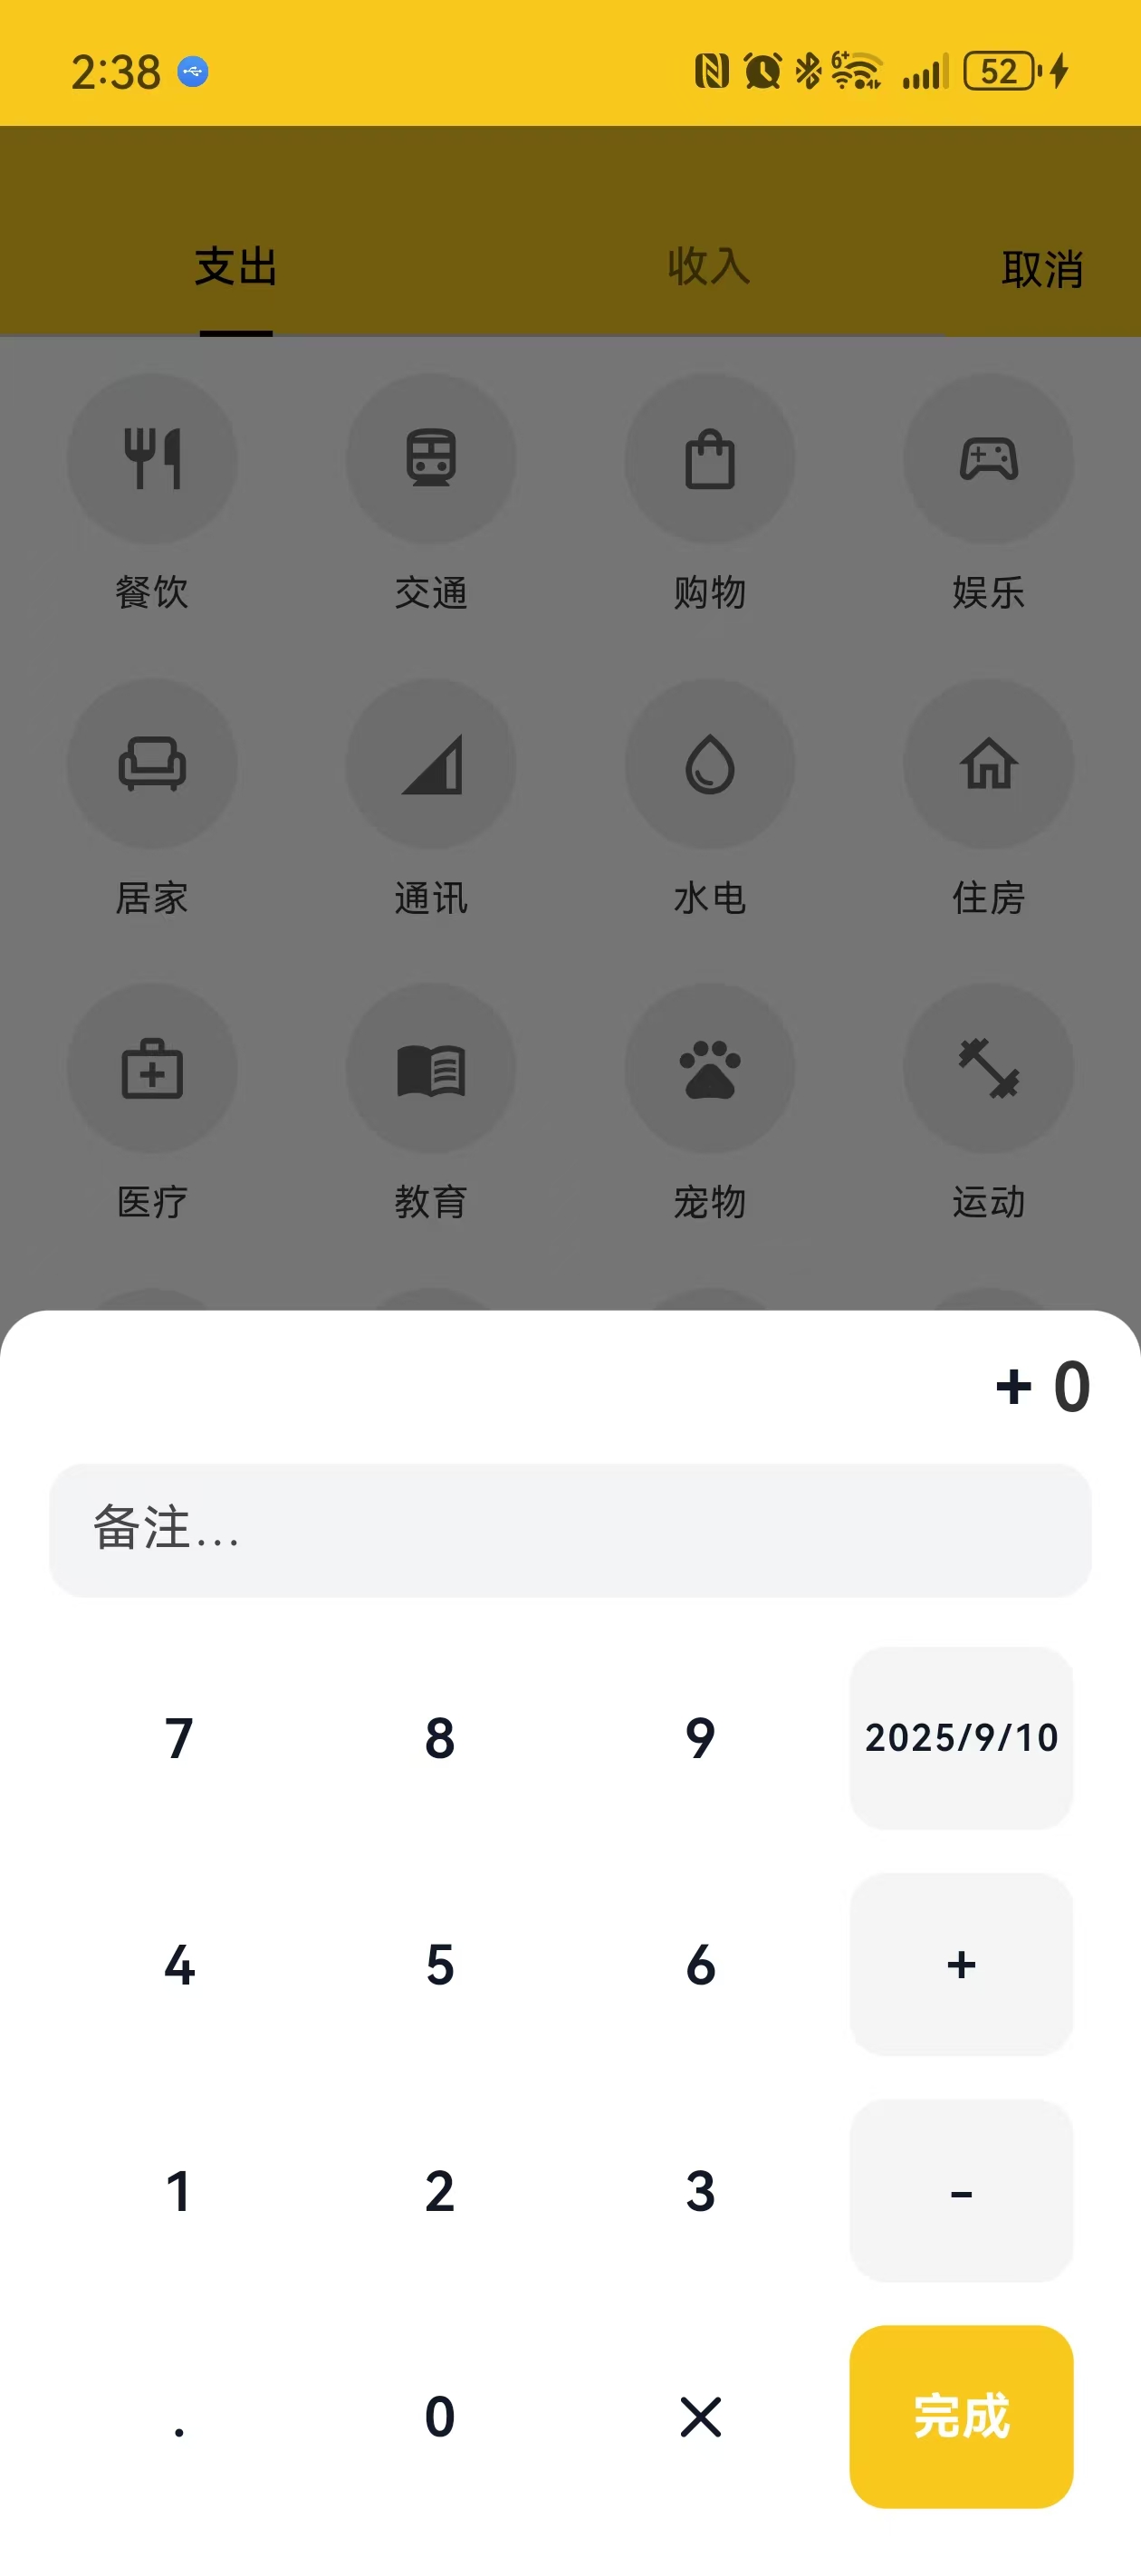 2:38
6+
52
支出 收入 取消
餐饮 交通 购物 娱乐
居家 通讯 水电 住房
医疗 教育 宠物 运动
+ 0
备注...
7 8 9 2025/9/10
4 5 6 +
1 2 3 -
. 0 × 完成